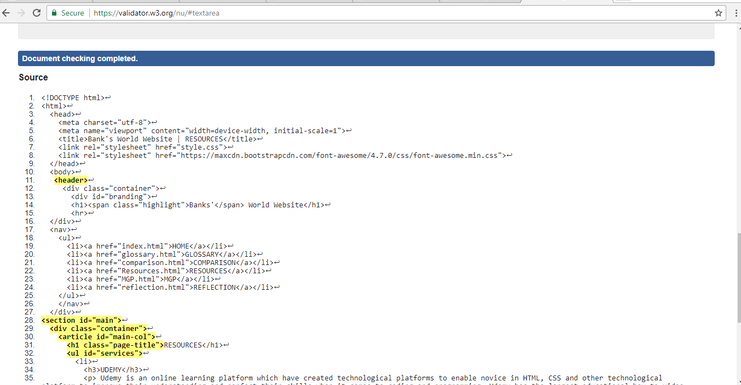 Secure
https://validator.w3.org/nu/#textarea
Document checking completed.
Source
1. <!DOCTYPE html>↩
2. <html>↩
3. <head>↩
4. <meta charset="utf-8">↩
5. <meta name="viewport" content="width=device-width, initial-scale=1">↩
6. <title>Bank's World Website | RESOURCES</title>↩
7. <link rel="stylesheet" href="style.css">↩
8. <link rel="stylesheet" href="https://maxcdn.bootstrapcdn.com/font-awesome/4.7.0/css/font-awesome.min.css">↩
9. </head>↩
10. <body>↩
11. <header>↩
12. <div class="container">↩
13. <div id="branding">↩
14. <h1><span class="highlight">Banks'</span> World Website</h1>↩
15. <hr>↩
16. </div>↩
17. <nav>↩
18. <ul>↩
19. <li><a href="index.html">HOME</a></li>↩
20. <li><a href="glossary.html">GLOSSARY</a></li>↩
21. <li><a href="comparison.html">COMPARISON</a></li>↩
22. <li><a href="Resources.html">RESOURCES</a></li>↩
23. <li><a href="MGP.html">MGP</a></li>↩
24. <li><a href="reflection.html">REFLECTION</a></li>↩
25. </ul>↩
26. </nav>↩
27. </div>↩
28. <section id="main">↩
29. <div class="container">↩
30. <article id="main-col">↩
31. <h1 class="page-title">RESOURCES</h1>↩
32. <ul id="services">↩
33. <li>↩
34. <h3>UDEMY</h3>↩
35. <p> Udemy is an online learning platform which have created technological platforms to enable novice in HTML, CSS and other technological